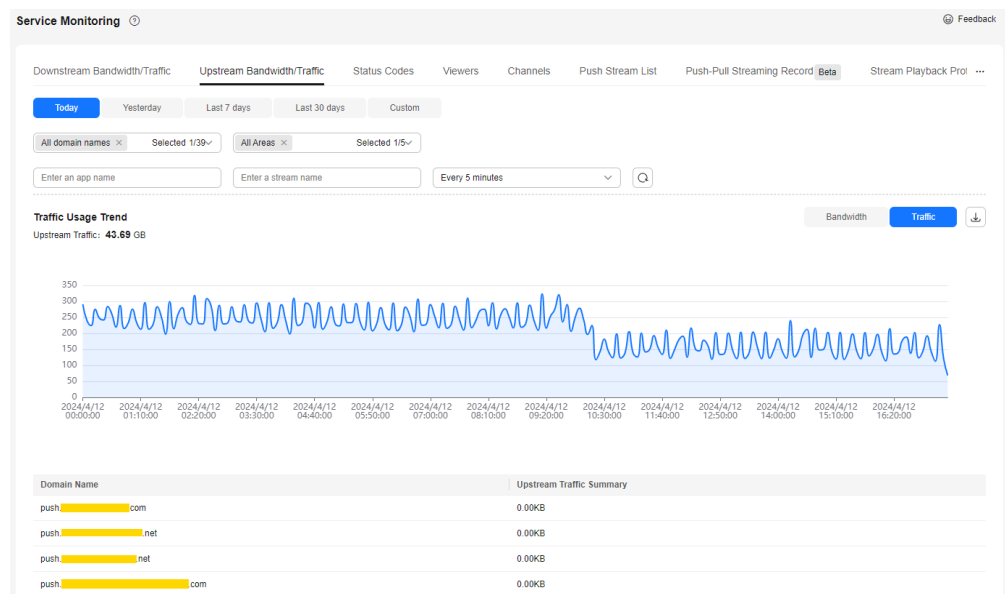 Service Monitoring ?
Feedback
Downstream Bandwidth/Traffic Upstream Bandwidth/Traffic Status Codes Viewers Channels Push Stream List Push-Pull Streaming Record Beta Stream Playback Prof ...
Today Yesterday Last 7 days Last 30 days Custom
All domain names × Selected 1/39 All Areas × Selected 1/5
Enter an app name Enter a stream name Every 5 minutes
Traffic Usage Trend
Bandwidth Traffic
Upstream Traffic: 43.69 GB
350
300
250
200
150
100
50
0
2024/4/12 2024/4/12 2024/4/12 2024/4/12 2024/4/12 2024/4/12 2024/4/12 2024/4/12 2024/4/12 2024/4/12 2024/4/12 2024/4/12 2024/4/12 2024/4/12 2024/4/12
00:00:00 01:10:00 02:20:00 03:30:00 04:40:00 05:50:00 07:00:00 08:10:00 09:20:00 10:30:00 11:40:00 12:50:00 14:00:00 15:10:00 16:20:00
Domain Name Upstream Traffic Summary
push. com 0.00KB
push. .net 0.00KB
push. net 0.00KB
push. .com 0.00KB